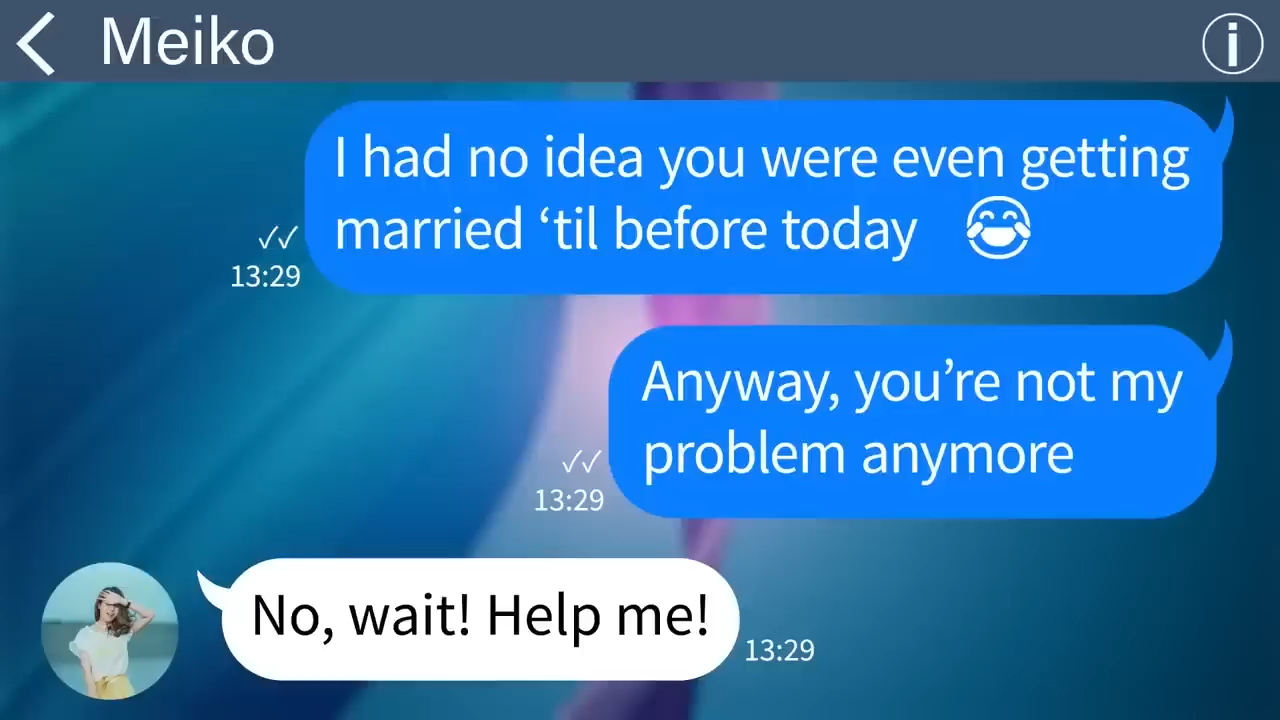 Meiko
I had no idea you were even getting
married ‘til before today 😂
13:29
Anyway, you’re not my
problem anymore
13:29
No, wait! Help me!
13:29